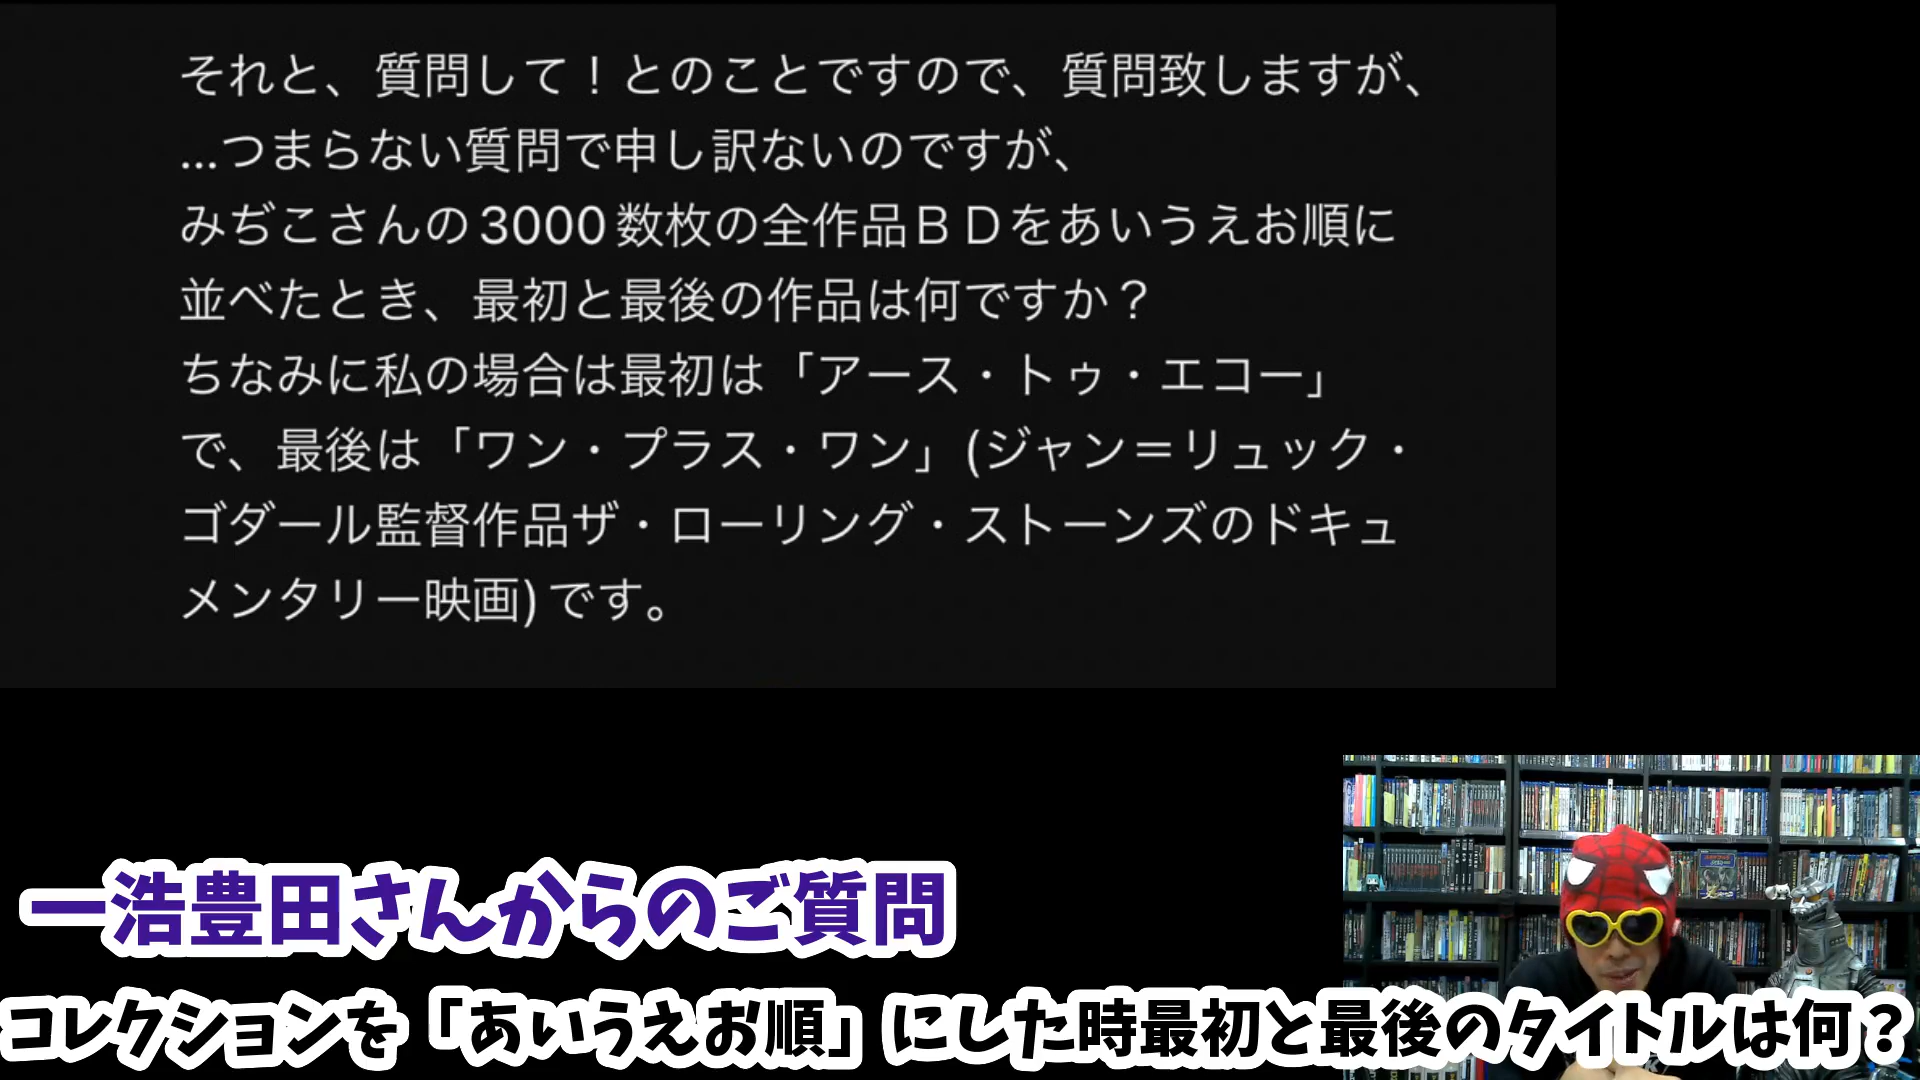 それと、質問して！とのことですので、質問致しますが、
…つまらない質問で申し訳ないのですが、
みぢこさんの3000数枚の全作品ＢＤをあいうえお順に
並べたとき、最初と最後の作品は何ですか？
ちなみに私の場合は最初は「アース・トゥ・エコー」
で、最後は「ワン・プラス・ワン」(ジャン＝リュック・
ゴダール監督作品ザ・ローリング・ストーンズのドキュ
メンタリー映画)です。
一浩豊田さんからのご質問
コレクションを「あいうえお順」にした時最初と最後のタイトルは何？